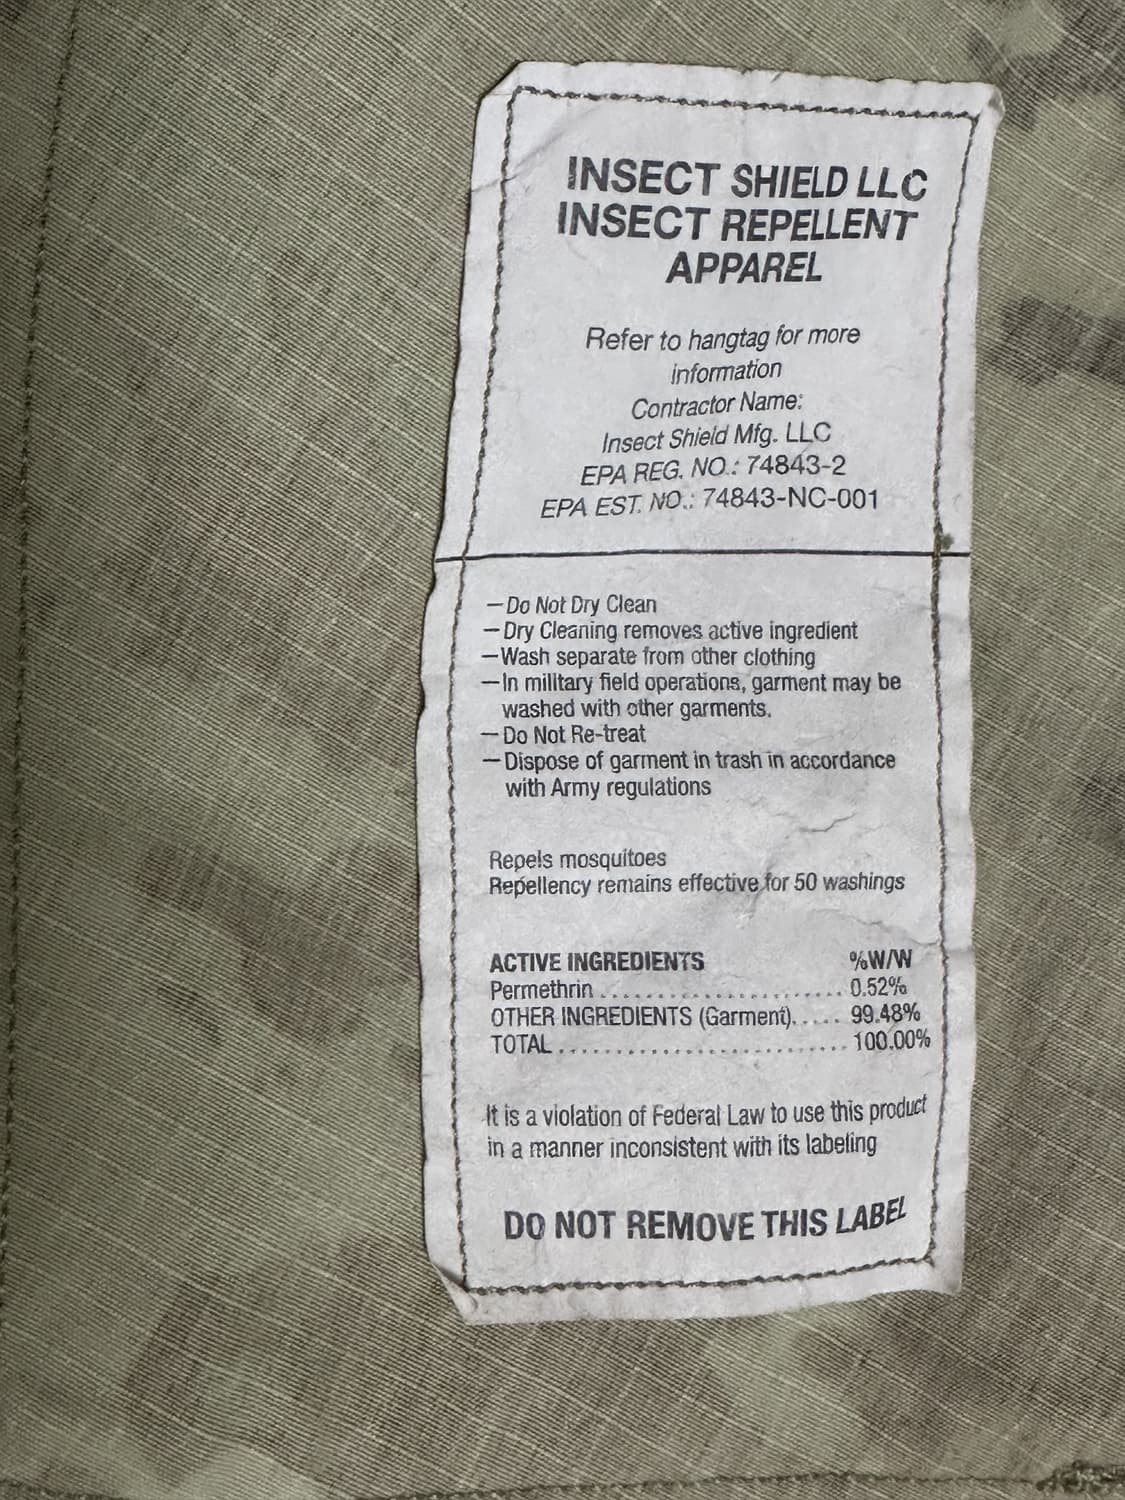 INSECT SHIELD LLC
INSECT REPELLENT
APPAREL
Refer to hangtag for more
information
Contractor Name:
Insect Shield Mfg. LLC
EPA REG. NO.: 74843-2
EPA EST. NO.: 74843-NC-001
—Do Not Dry Clean
—Dry Cleaning removes active ingredient
—Wash separate from other clothing
—In military field operations, garment may be
washed with other garments.
—Do Not Re-treat
—Dispose of garment in trash in accordance
with Army regulations
Repels mosquitoes
Repellency remains effective for 50 washings
ACTIVE INGREDIENTS %W/W
Permethrin........................0.52%
OTHER INGREDIENTS (Garment)......99.48%
TOTAL............................100.00%
It is a violation of Federal Law to use this product
in a manner inconsistent with its labeling
DO NOT REMOVE THIS LABEL